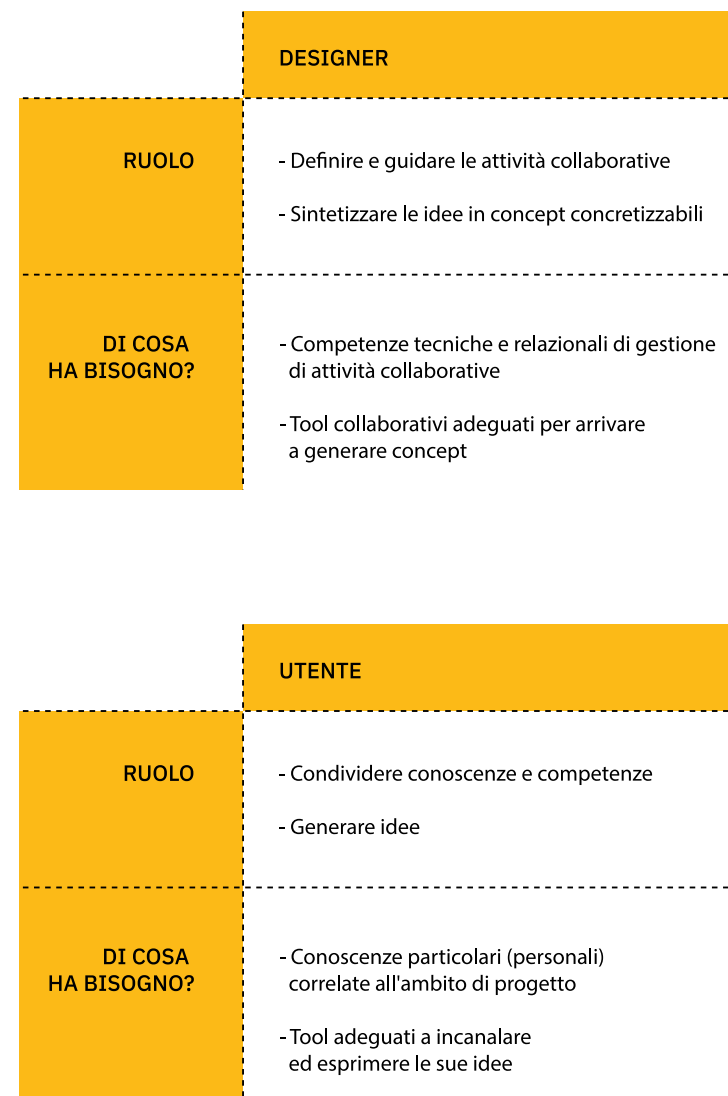 DESIGNER
RUOLO
- Definire e guidare le attività collaborative
- Sintetizzare le idee in concept concretizzabili
DI COSA
HA BISOGNO?
- Competenze tecniche e relazionali di gestione
di attività collaborative
- Tool collaborativi adeguati per arrivare
a generare concept
UTENTE
RUOLO
- Condividere conoscenze e competenze
- Generare idee
DI COSA
HA BISOGNO?
- Conoscenze particolari (personali)
correlate all'ambito di progetto
- Tool adeguati a incanalare
ed esprimere le sue idee